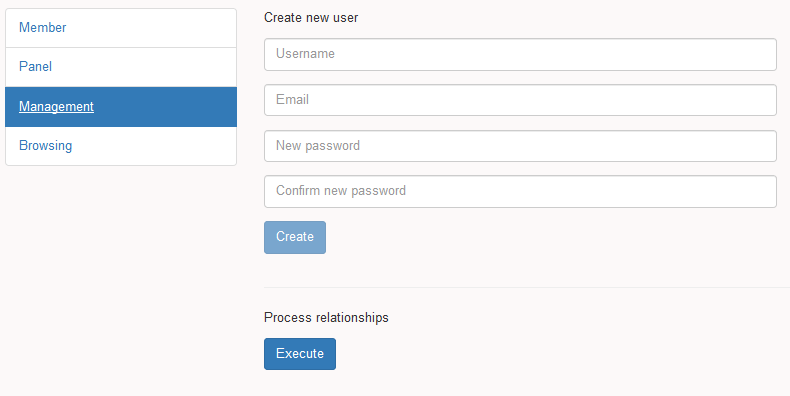 Member
Panel
Management
Browsing
Create new user
Username
Email
New password
Confirm new password
Create
Process relationships
Execute